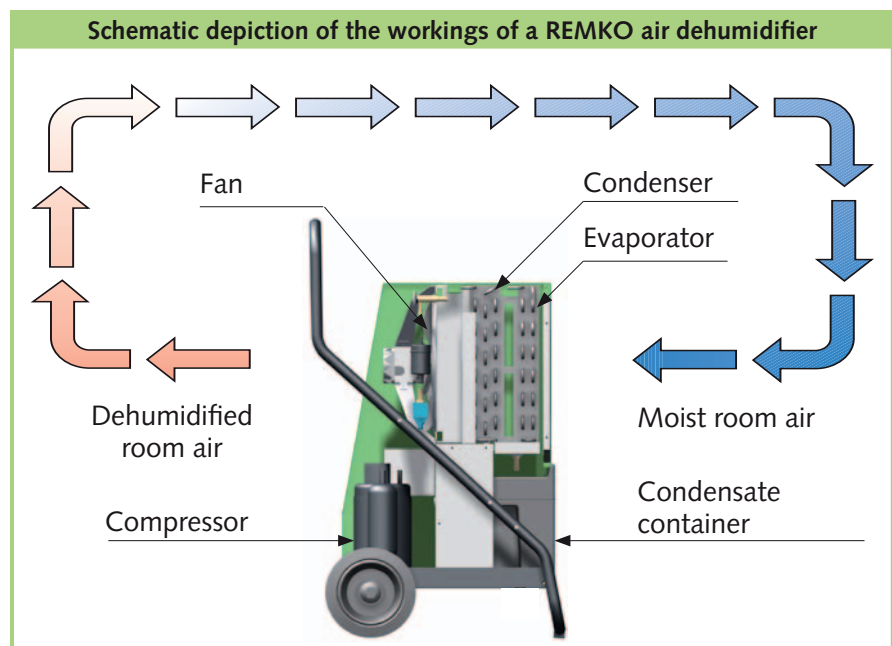 Schematic depiction of the workings of a REMKO air dehumidifier
Fan
Condenser
Evaporator
Dehumidified
room air
Moist room air
Compressor
Condensate
container